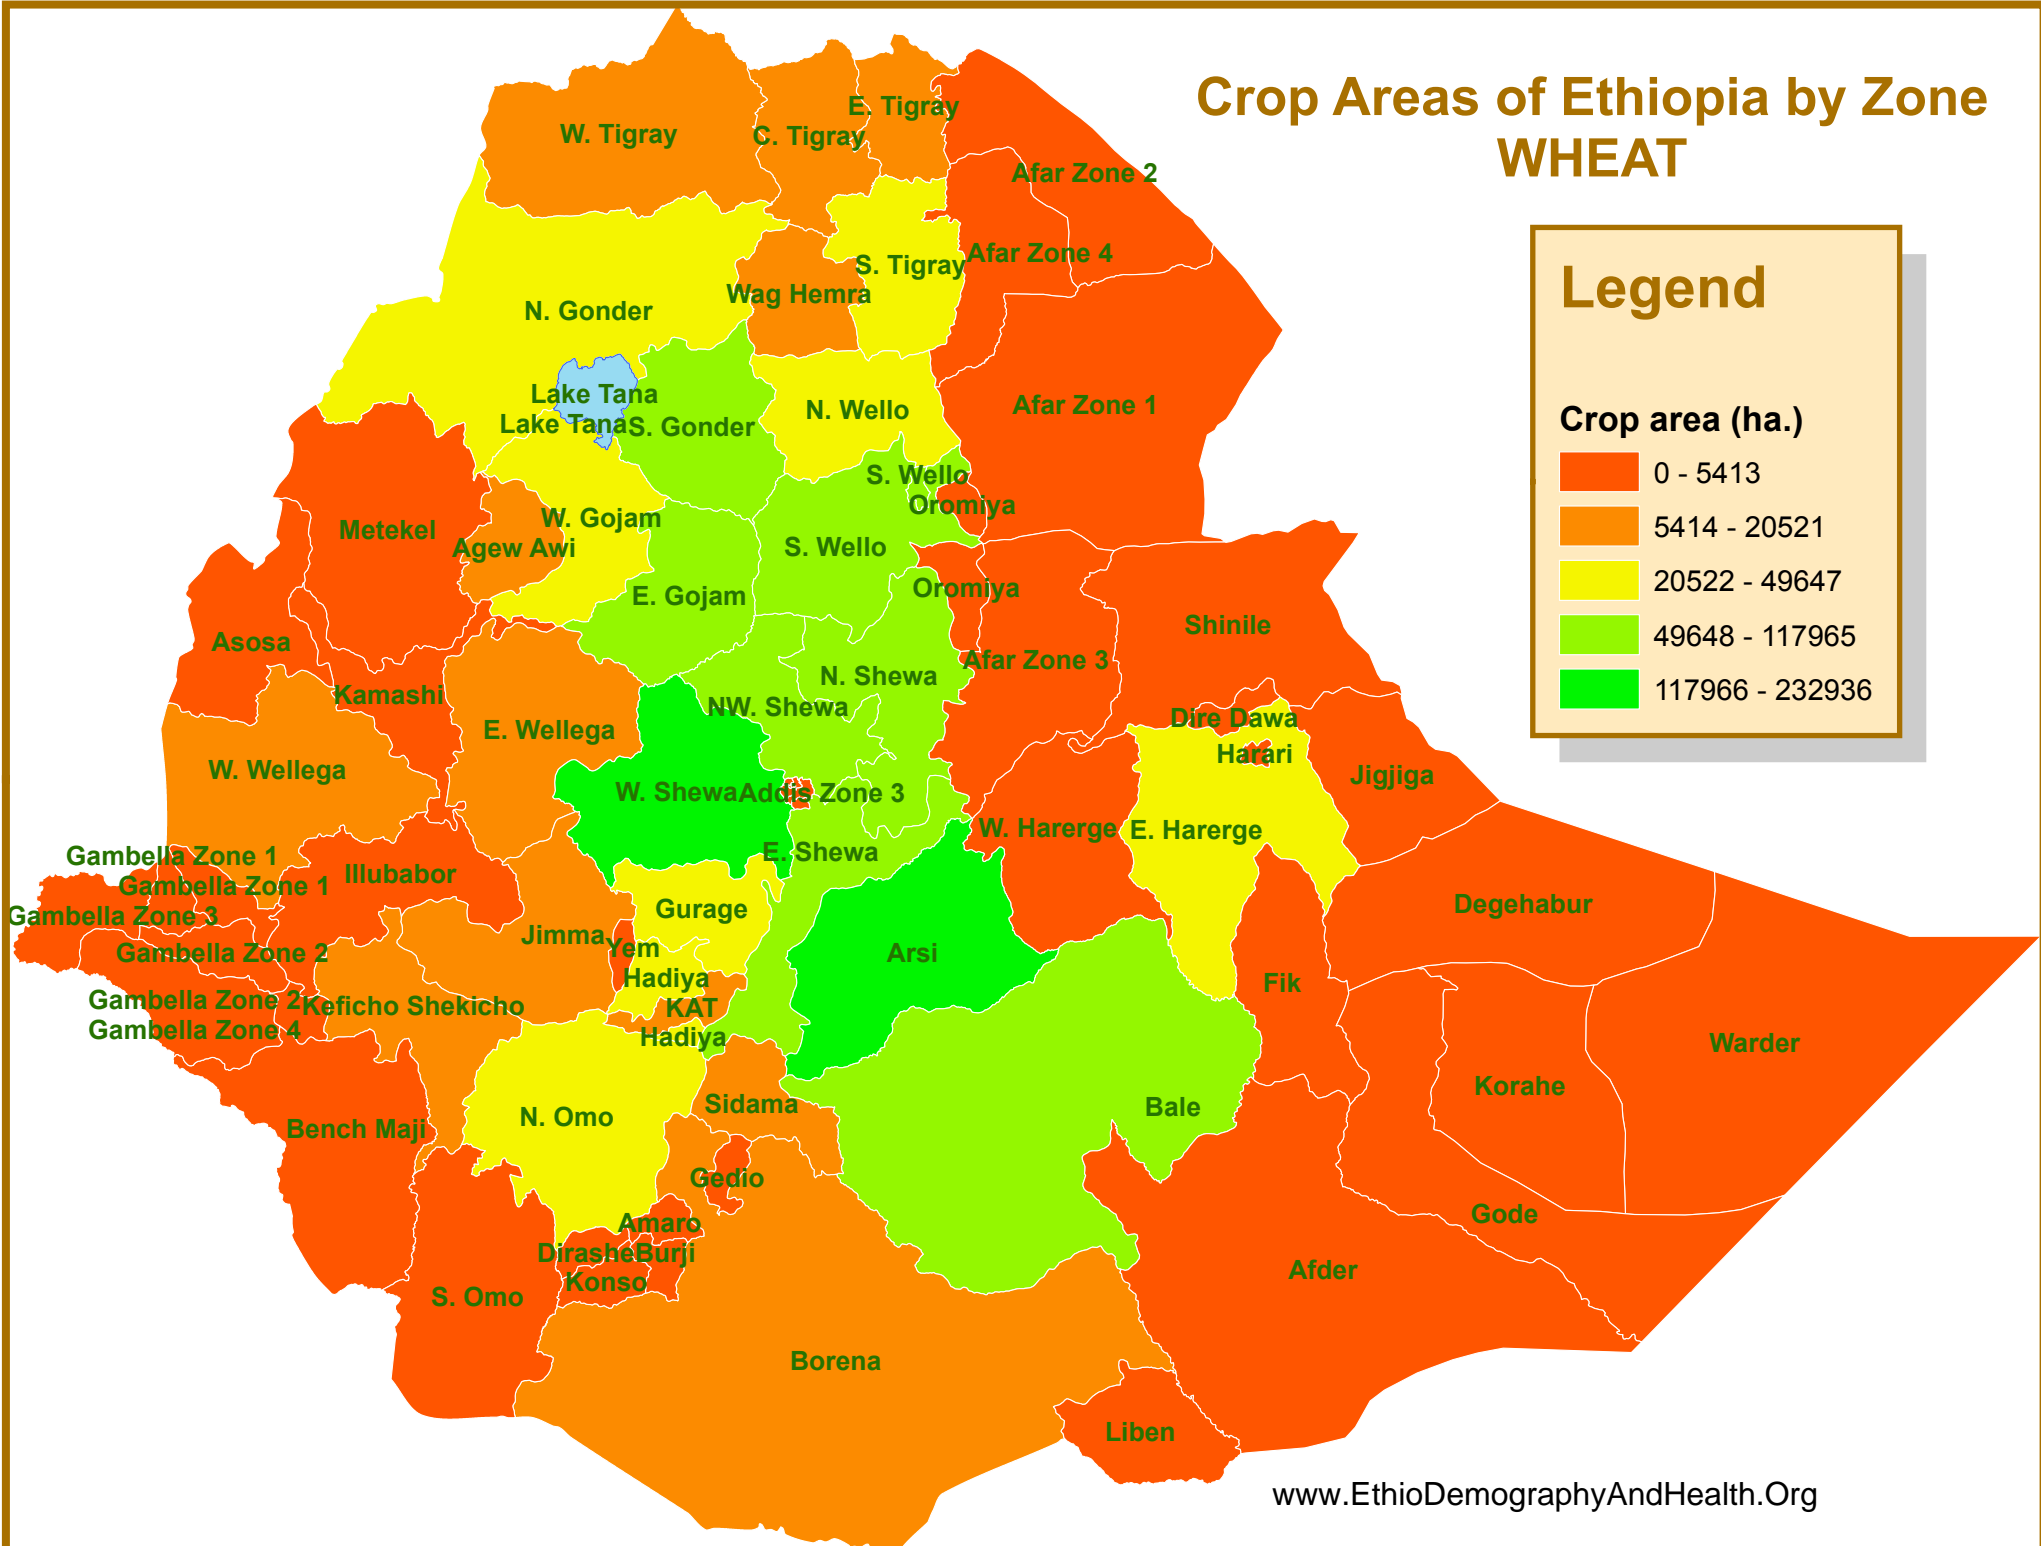 Crop Areas of Ethiopia by Zone
WHEAT
Legend
Crop area (ha.)
0 - 5413
5414 - 20521
20522 - 49647
49648 - 117965
117966 - 232936
W. Tigray
C. Tigray
E. Tigray
Afar Zone 2
Afar Zone 4
S. Tigray
Wag Hemra
N. Gonder
Lake Tana
Lake Tana
S. Gonder
N. Wello
Afar Zone 1
S. Wello
Oromiya
Metekel
W. Gojam
Agew Awi
S. Wello
E. Gojam
Oromiya
Asosa
Shinile
Afar Zone 3
N. Shewa
Kamashi
NW. Shewa
Dire Dawa
E. Wellega
Harari
W. Wellega
Jigjiga
W. Shewa
Addis Zone 3
W. Harerge
E. Harerge
E. Shewa
Gambella Zone 1
Illubabor
Gambella Zone 1
Degehabur
Gurage
Gambella Zone 3
Jimma
Yem
Arsi
Gambella Zone 2
Hadiya
Fik
Gambella Zone 2
Keficho Shekicho
KAT
Gambella Zone 4
Hadiya
Warder
Korahe
Sidama
Bale
N. Omo
Bench Maji
Gedio
Gode
Amaro
Dirashe
Burji
Konso
Afder
S. Omo
Borena
Liben
www.EthioDemographyAndHealth.Org